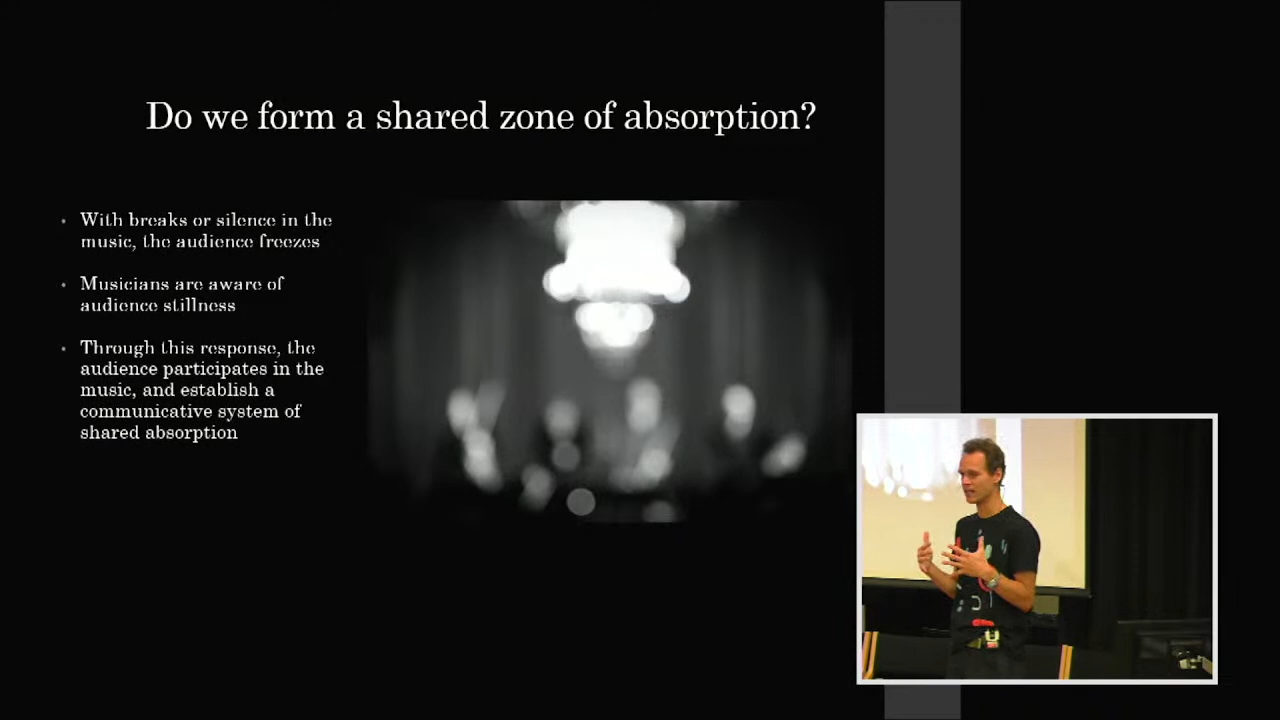 Do we form a shared zone of absorption?
With breaks or silence in the
music, the audience freezes
Musicians are aware of
audience stillness
Through this response, the
audience participates in the
music, and establish a
communicative system of
shared absorption